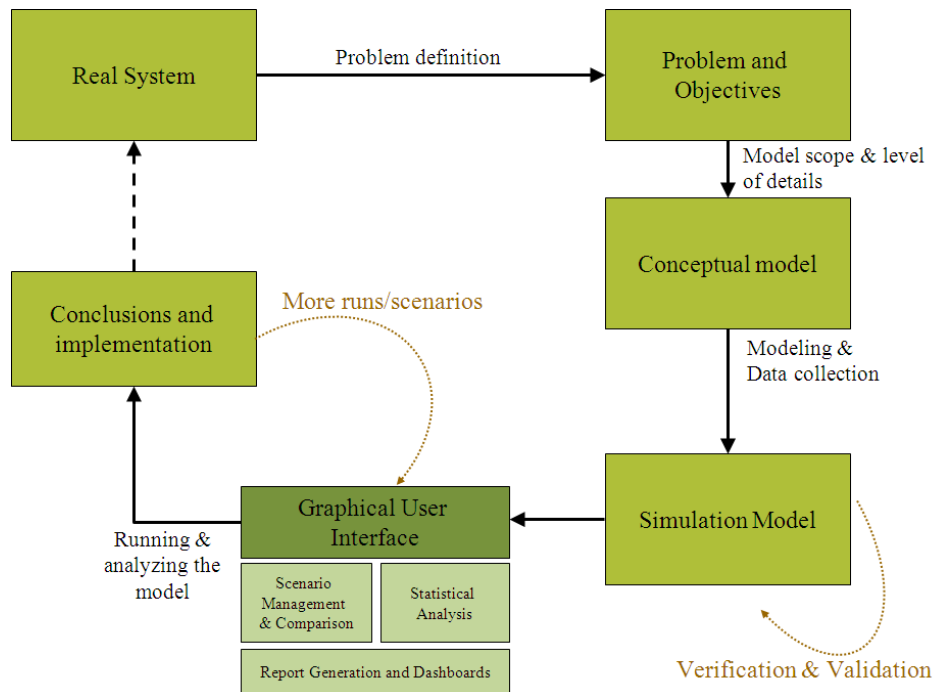 Real System
Problem definition
Problem and
Objectives
Model scope & level
of details
Conceptual model
More runs/scenarios
Conclusions and
implementation
Modeling &
Data collection
Graphical User
Interface
Simulation Model
Running &
analyzing the
model
Scenario
Management
& Comparison
Statistical
Analysis
Report Generation and Dashboards
Verification & Validation